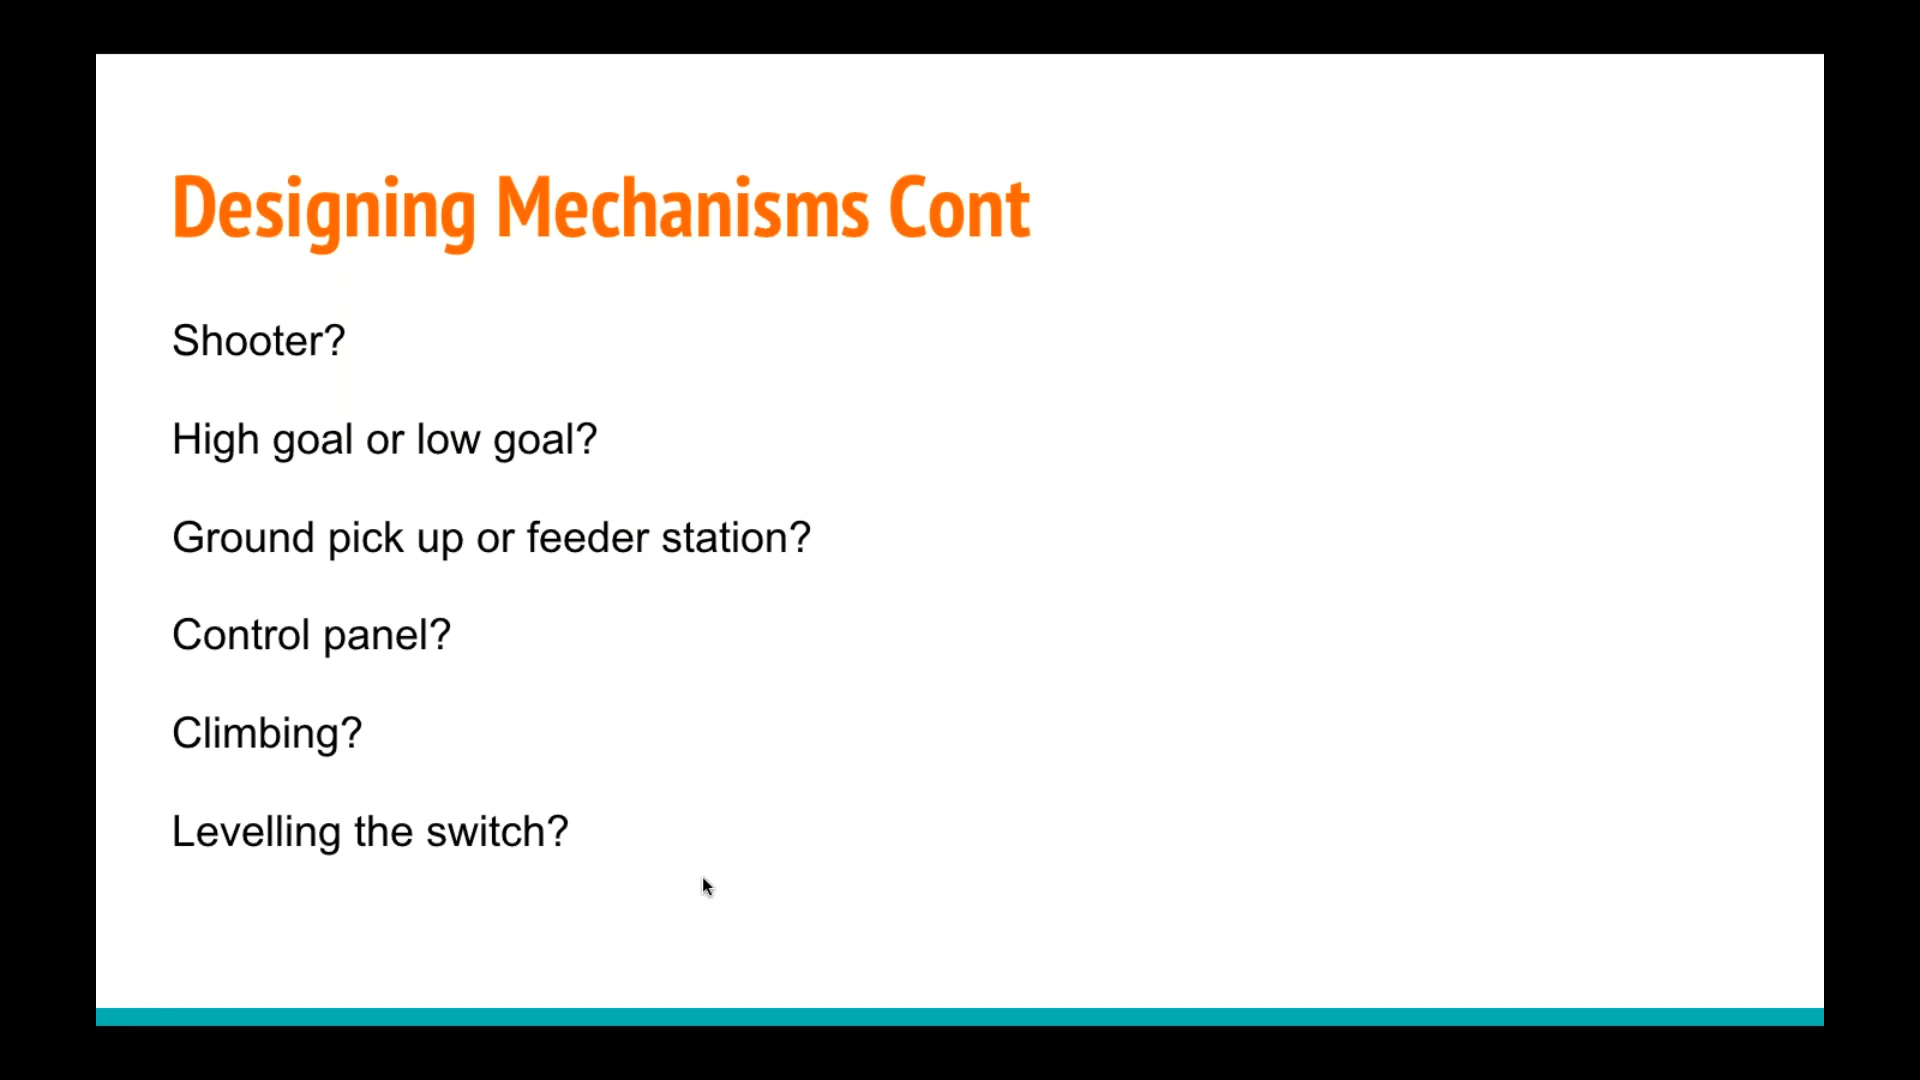 Designing Mechanisms Cont
Shooter?
High goal or low goal?
Ground pick up or feeder station?
Control panel?
Climbing?
Levelling the switch?